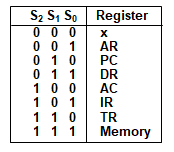 S2 S1 S0 Register
0 0 0 x
0 0 1 AR
0 1 0 PC
0 1 1 DR
1 0 0 AC
1 0 1 IR
1 1 0 TR
1 1 1 Memory